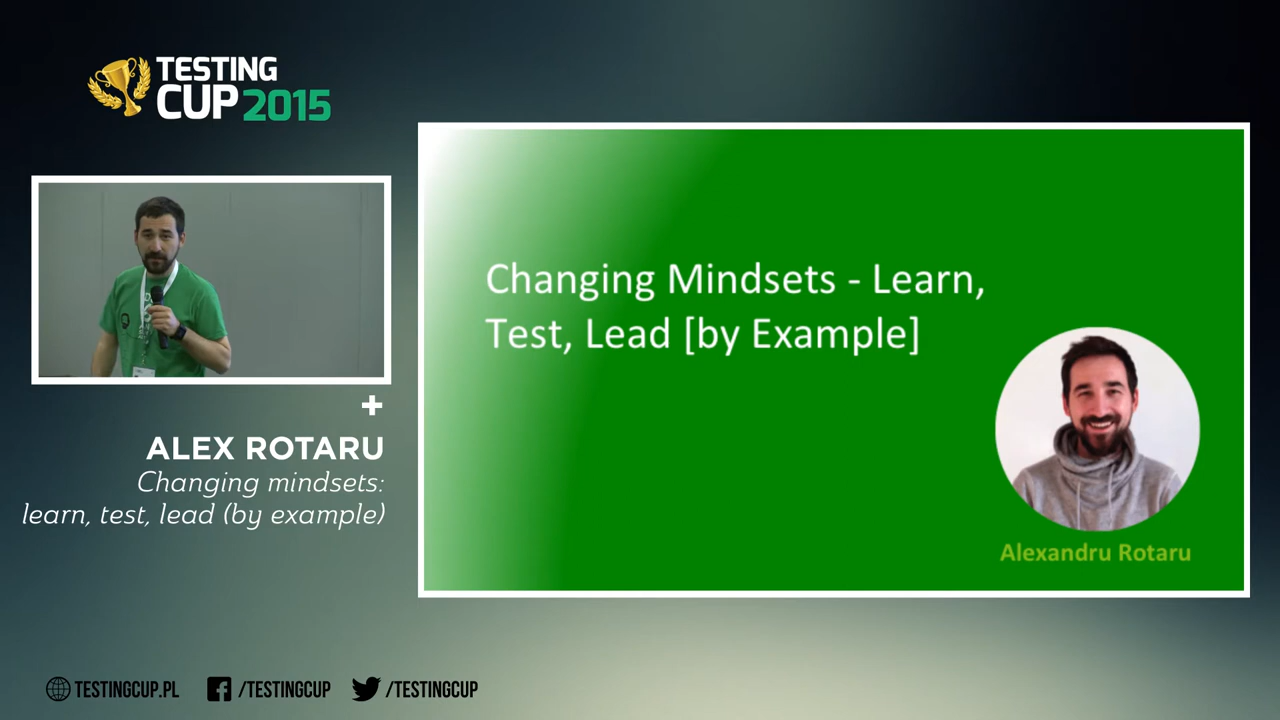 TESTING
CUP 2015
Changing Mindsets - Learn,
Test, Lead [by Example]
Alexandru Rotaru
+
ALEX ROTARU
Changing mindsets:
learn, test, lead (by example)
TESTINGCUP.PL
/TESTINGCUP
/TESTINGCUP